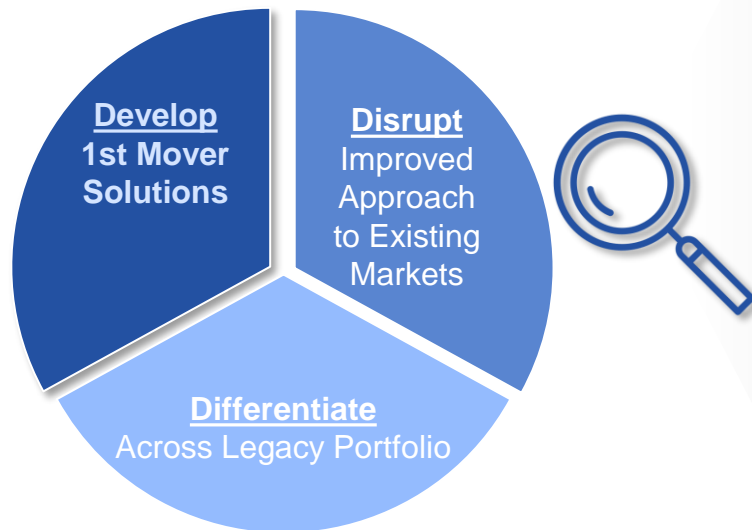 Develop
1st Mover
Solutions
Disrupt
Improved
Approach
to Existing
Markets
Differentiate
Across Legacy Portfolio